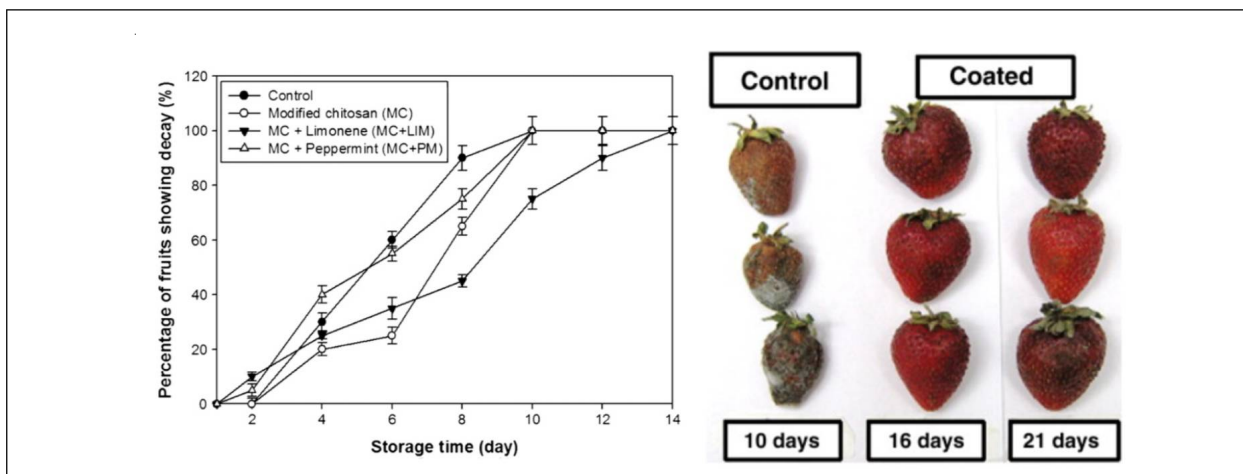 120
100
80
60
40
20
0
Percentage of fruits showing decay (%)
Control
Modified chitosan (MC)
MC + Limonene (MC+LIM)
MC + Peppermint (MC+PM)
2 4 6 8 10 12 14
Storage time (day)
Control
Coated
10 days
16 days
21 days